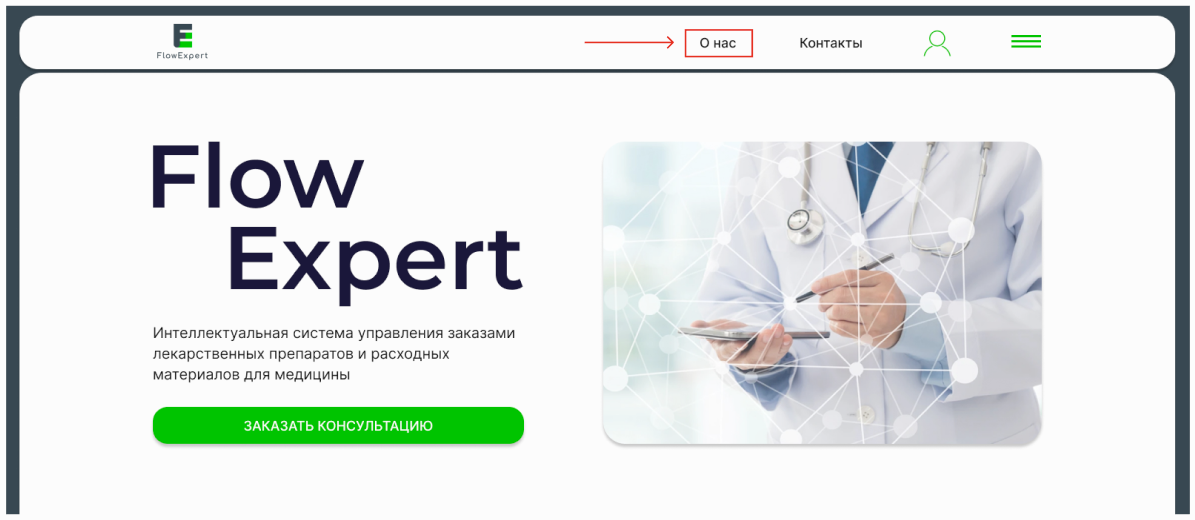 FlowExpert
О нас
Контакты
Flow
Expert
Интеллектуальная система управления заказами
лекарственных препаратов и расходных
материалов для медицины
ЗАКАЗАТЬ КОНСУЛЬТАЦИЮ